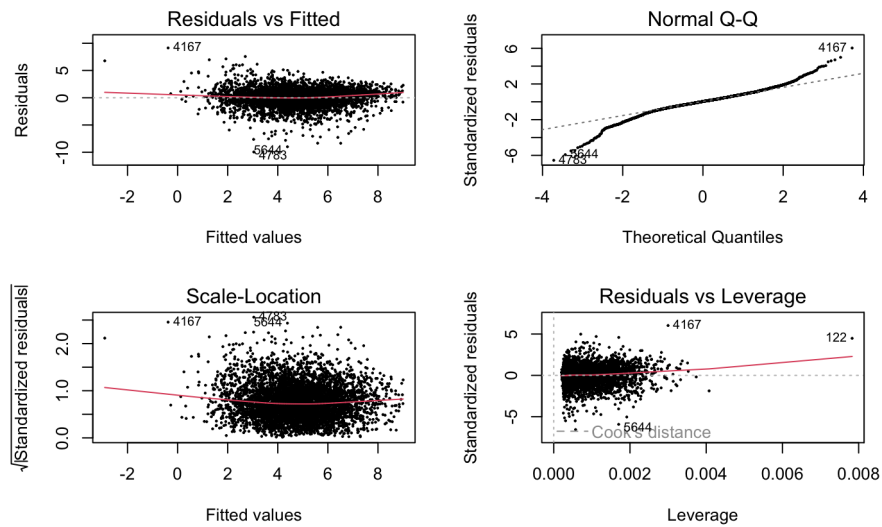 Residuals vs Fitted
Residuals
5
0
-10
4167
5644
4783
-2 0 2 4 6 8
Fitted values
Normal Q-Q
Standardized residuals
6
2
-2
-6
4167
5644
4783
-4 -2 0 2 4
Theoretical Quantiles
Scale-Location
√|Standardized residuals|
2.0
1.0
0.0
4167
4783
5644
-2 0 2 4 6 8
Fitted values
Residuals vs Leverage
Standardized residuals
5
0
-5
4167
122
5644
Cook's distance
0.000 0.002 0.004 0.006 0.008
Leverage